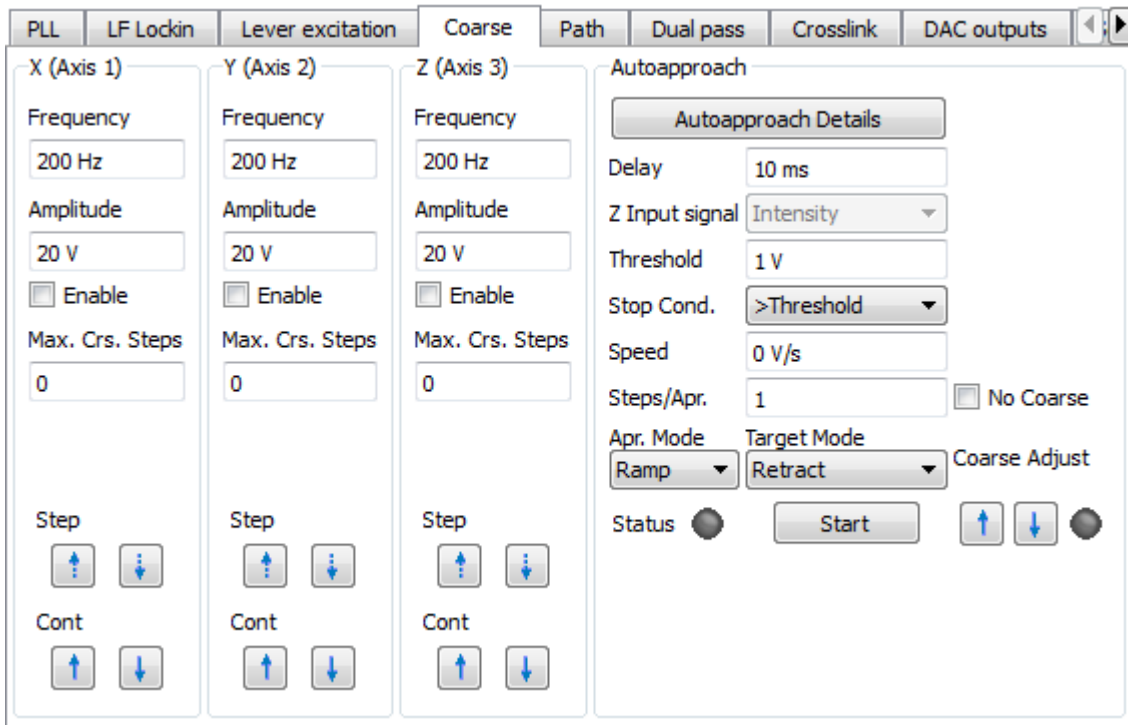 PLL LF Lockin Lever excitation Coarse Path Dual pass Crosslink DAC outputs
X (Axis 1)
Frequency
200 Hz
Amplitude
20 V
Enable
Max. Crs. Steps
0
Step
Cont
Y (Axis 2)
Frequency
200 Hz
Amplitude
20 V
Enable
Max. Crs. Steps
0
Step
Cont
Z (Axis 3)
Frequency
200 Hz
Amplitude
20 V
Enable
Max. Crs. Steps
0
Step
Cont
Autoapproach
Autoapproach Details
Delay 10 ms
Z Input signal Intensity
Threshold 1 V
Stop Cond. >Threshold
Speed 0 V/s
Steps/Apr. 1 No Coarse
Apr. Mode Target Mode
Ramp Retract Coarse Adjust
Status Start